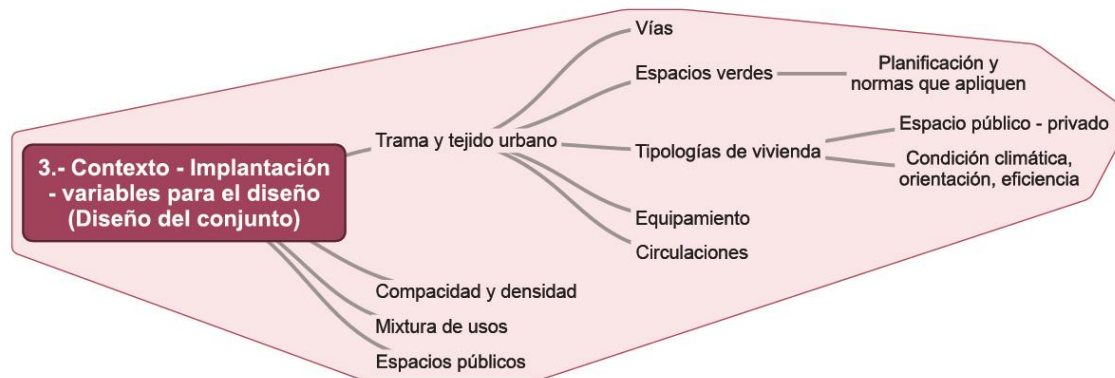 3.- Contexto - Implantación
- variables para el diseño
(Diseño del conjunto)
Trama y tejido urbano
Vías
Espacios verdes
Planificación y
normas que apliquen
Tipologías de vivienda
Espacio público - privado
Condición climática,
orientación, eficiencia
Equipamiento
Circulaciones
Compacidad y densidad
Mixtura de usos
Espacios públicos